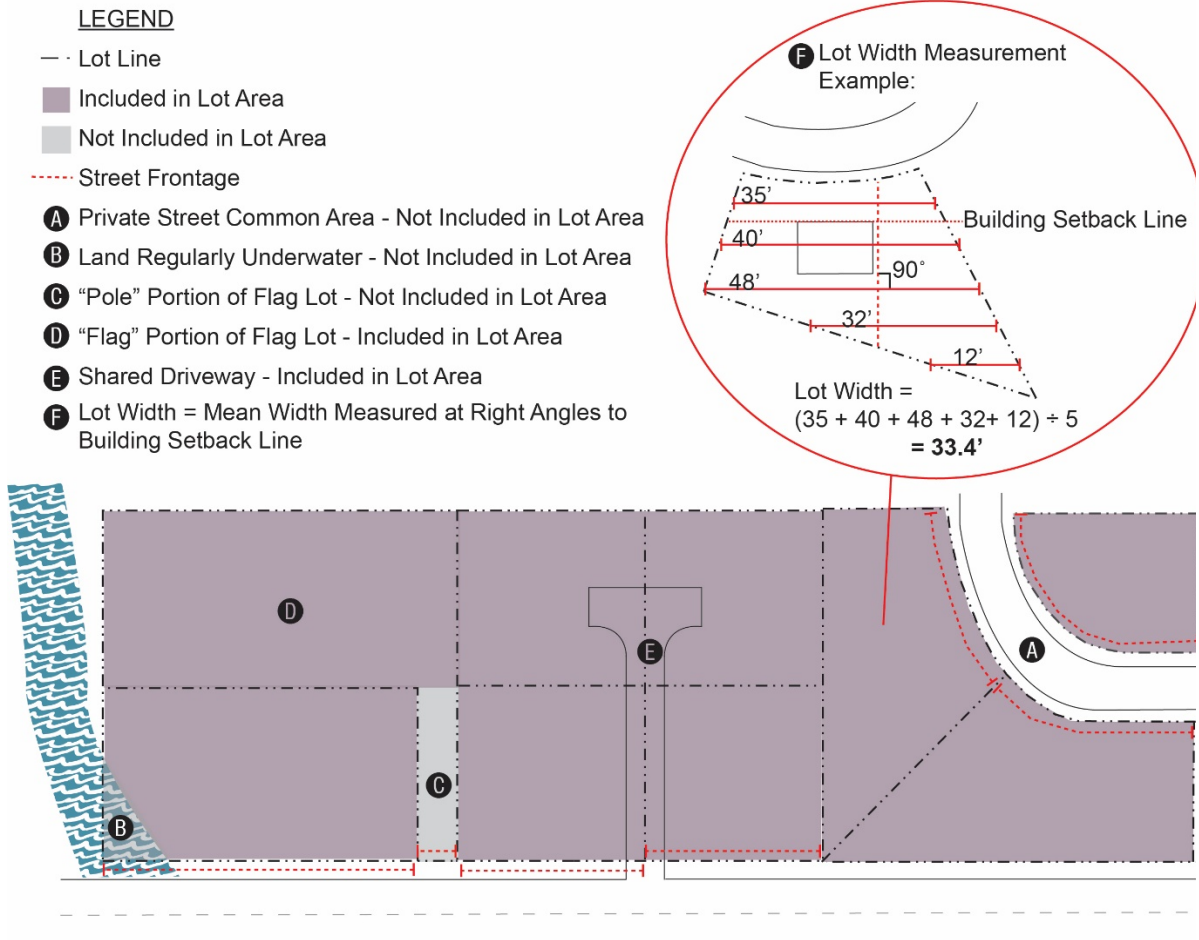 LEGEND
Lot Line
Included in Lot Area
Not Included in Lot Area
Street Frontage
A Private Street Common Area - Not Included in Lot Area
B Land Regularly Underwater - Not Included in Lot Area
C “Pole” Portion of Flag Lot - Not Included in Lot Area
D “Flag” Portion of Flag Lot - Included in Lot Area
E Shared Driveway - Included in Lot Area
F Lot Width = Mean Width Measured at Right Angles to
Building Setback Line
F Lot Width Measurement
Example:
35'
Building Setback Line
40'
90°
48'
32'
12'
Lot Width =
(35 + 40 + 48 + 32+ 12) ÷ 5
= 33.4'
D
E
A
C
B